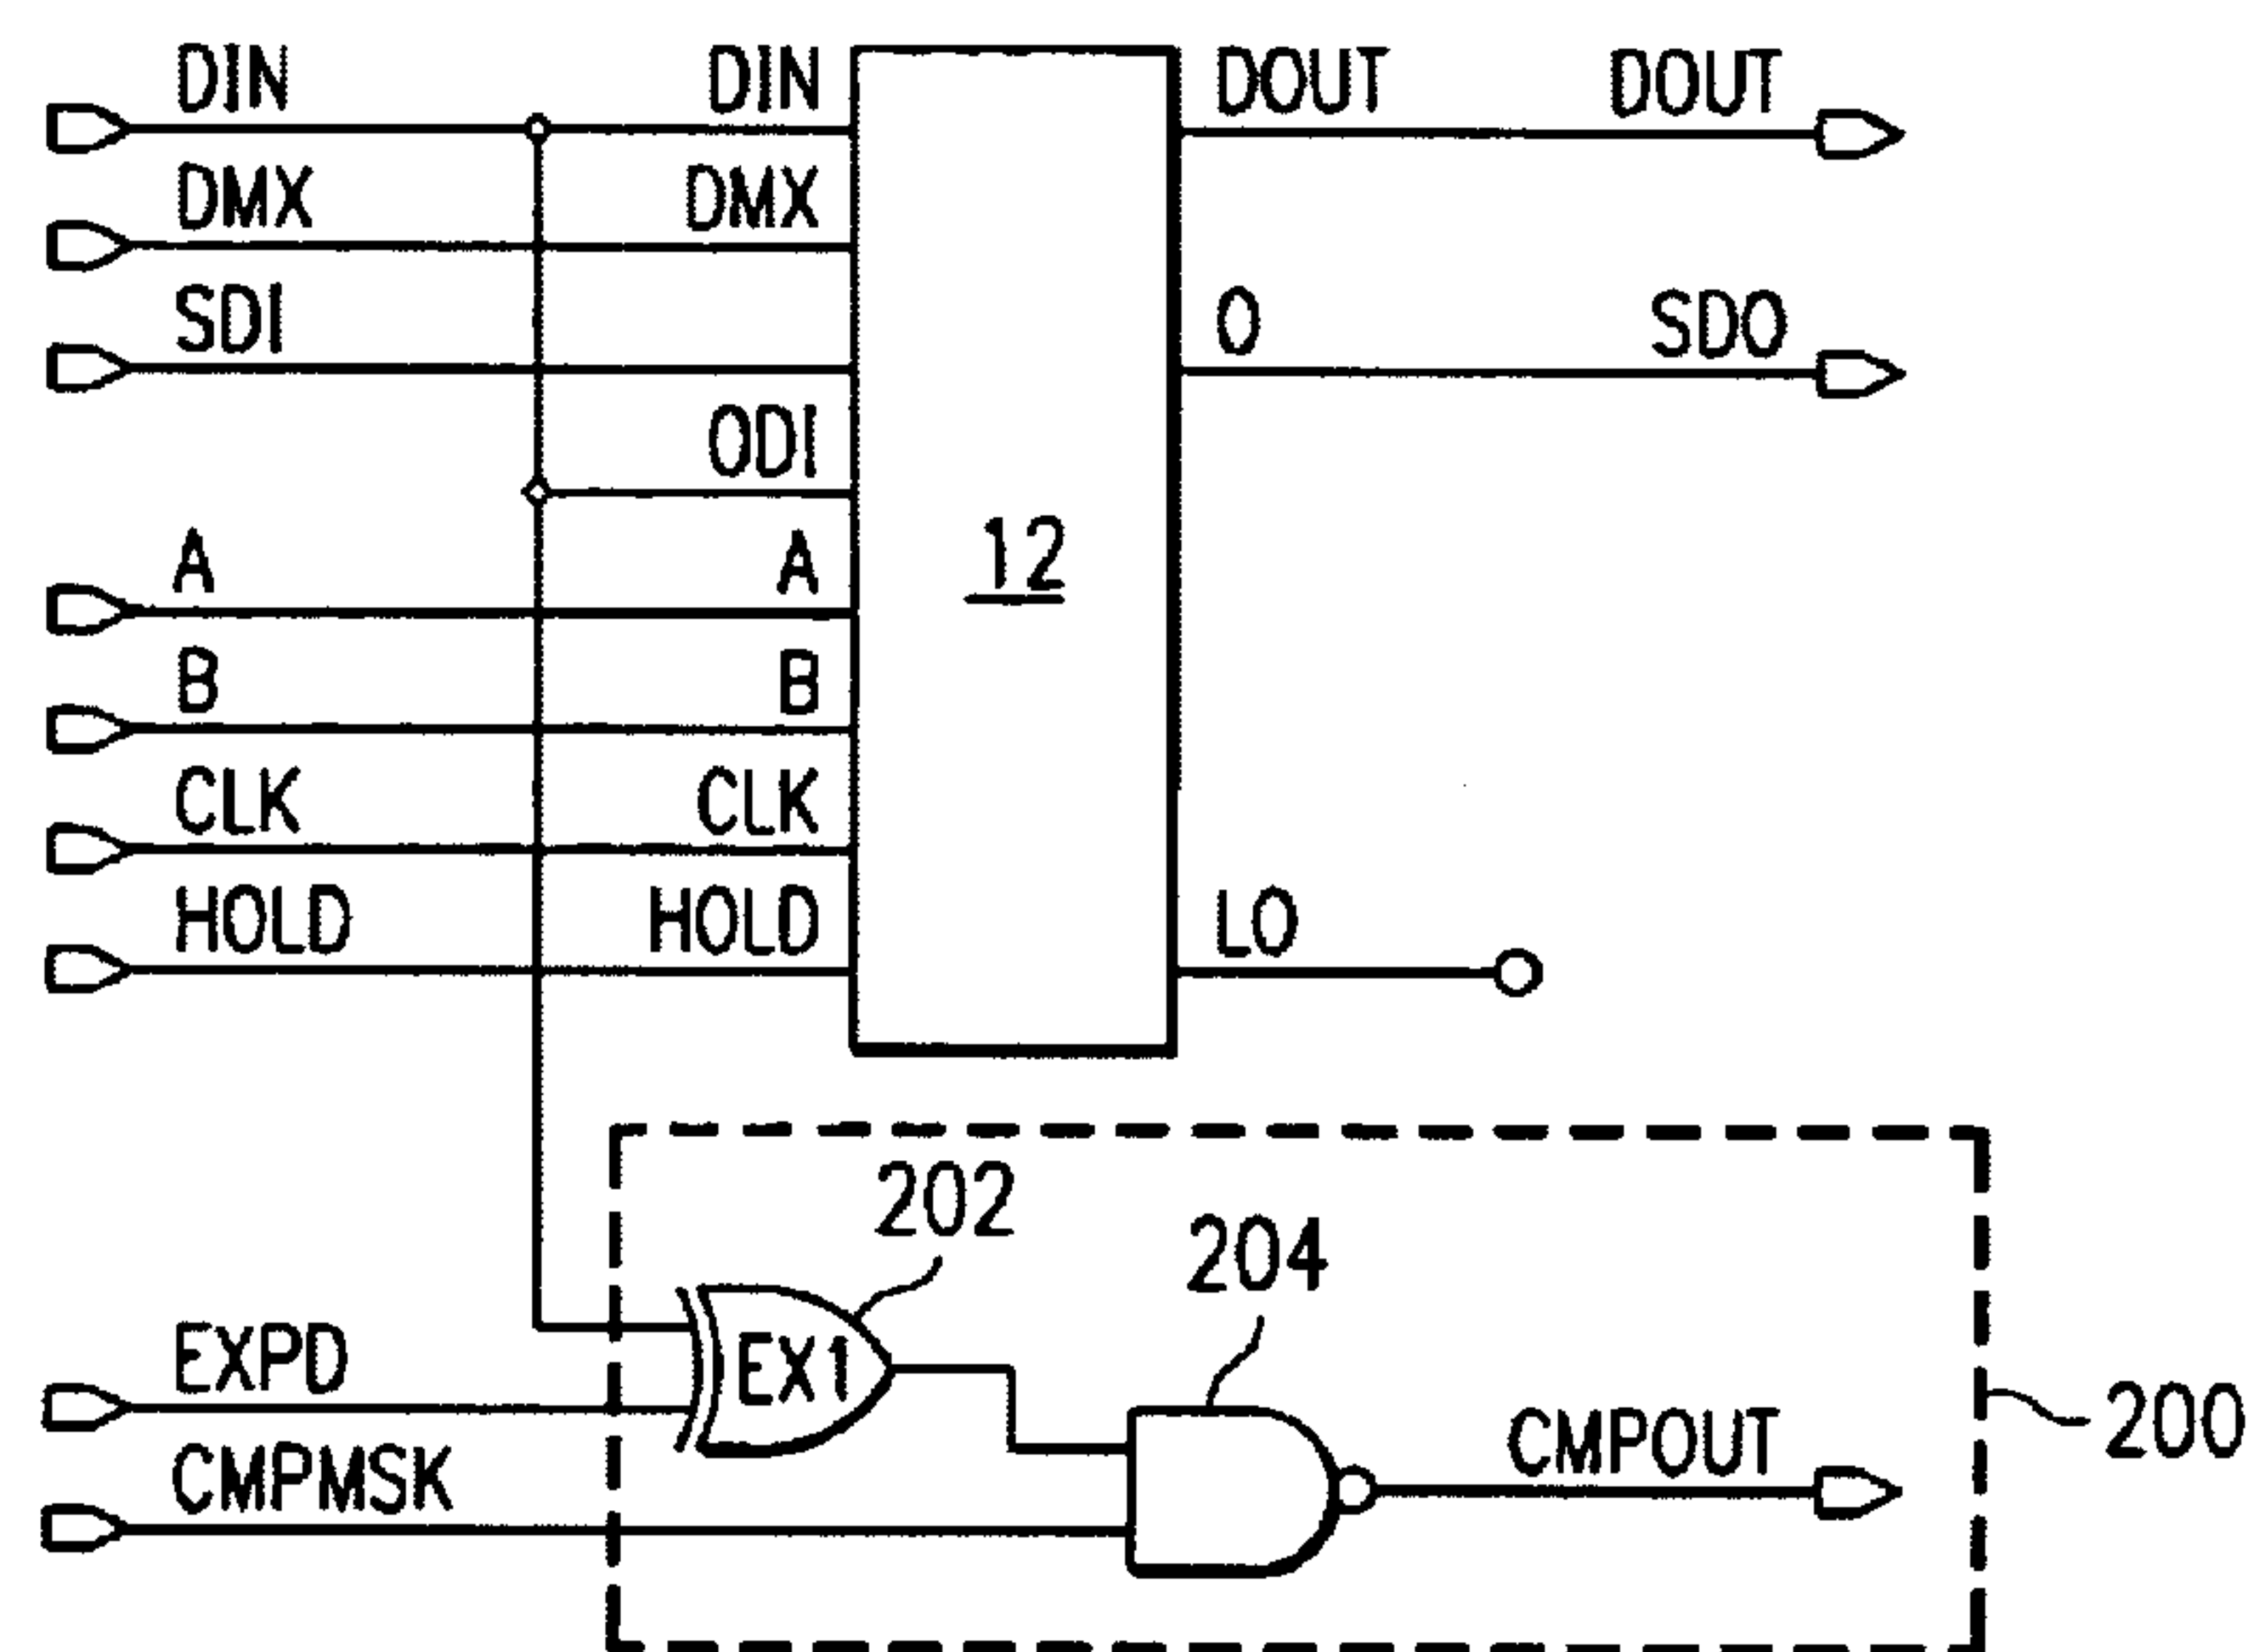 DIN DIN DOUT DOUT
DMX DMX
SDI O SDO
ODI
12
A A
B B
CLK CLK
HOLD HOLD LO
202
204
EXPD EX1
200
CMPMSK CMPOUT